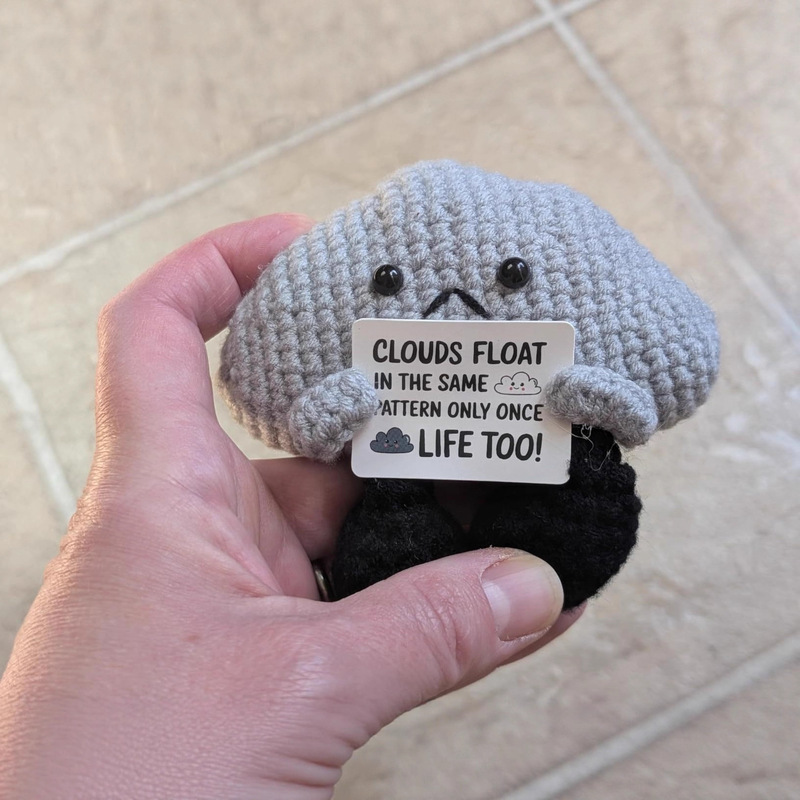 CLOUDS FLOAT
IN THE SAME
PATTERN ONLY ONCE
LIFE TOO!